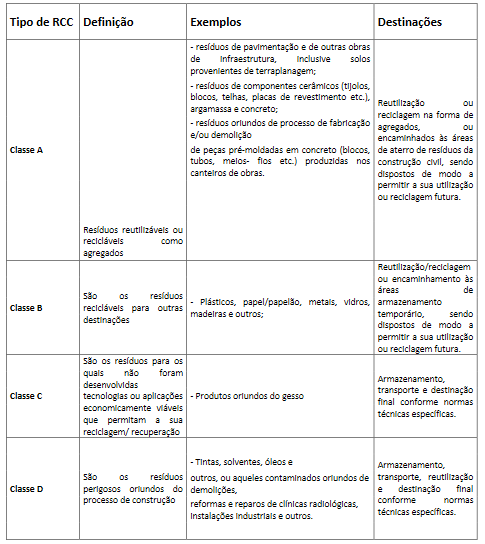 Tipo de RCC
Definição
Exemplos
Destinações
Classe A
Resíduos reutilizáveis ou
recicláveis como
agregados
- resíduos de pavimentação e de outras obras
de infraestrutura, inclusive solos
provenientes de terraplanagem;
- resíduos de componentes cerâmicos (tijolos,
blocos, telhas, placas de revestimento etc.),
argamassa e concreto;
- resíduos oriundos de processo de fabricação
e/ou demolição
de peças pré-moldadas em concreto (blocos,
tubos, meios- fios etc.) produzidas nos
canteiros de obras.
Reutilização ou
reciclagem na forma de
agregados, ou
encaminhados às áreas
de aterro de resíduos da
construção civil, sendo
dispostos de modo a
permitir a sua utilização
ou reciclagem futura.
Classe B
São os resíduos
recicláveis para outras
destinações
- Plásticos, papel/papelão, metais, vidros,
madeiras e outros;
Reutilização/reciclagem
ou encaminhamento às
áreas de
armazenamento
temporário, sendo
dispostos de modo a
permitir a sua utilização
ou reciclagem futura.
Classe C
São os resíduos para os
quais não foram
desenvolvidas
tecnologias ou aplicações
economicamente viáveis
que permitam a sua
reciclagem/ recuperação
- Produtos oriundos do gesso
Armazenamento,
transporte e destinação
final conforme normas
técnicas específicas.
Classe D
São os resíduos
perigosos oriundos do
processo de construção
- Tintas, solventes, óleos e
outros, ou aqueles contaminados oriundos de
demolições,
reformas e reparos de clínicas radiológicas,
instalações industriais e outros.
Armazenamento,
transporte, reutilização
e destinação final
conforme normas
técnicas específicas.